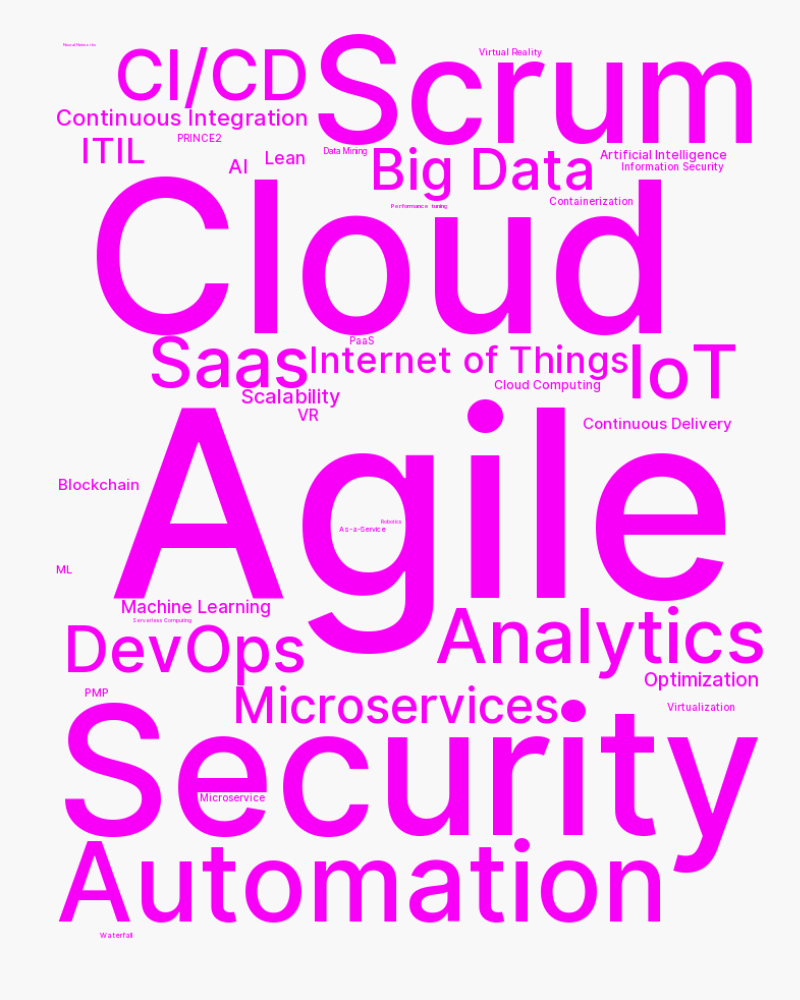 Scrum
Virtual Reality
CI/CD
Continuous Integration
PRINCE2
ITIL
Lean
AI
Data Mining
Big Data
Artificial Intelligence
Information Security
Containerization
Performance tuning
Cloud
PaaS
Saas
Internet of Things
IoT
Cloud Computing
Scalability
VR
Continuous Delivery
Agile
Blockchain
Robotics
As-a-Service
ML
Machine Learning
Serverless Computing
DevOps
Analytics
Optimization
PMP
Microservices
Virtualization
Security
Microservice
Automation
Waterfall